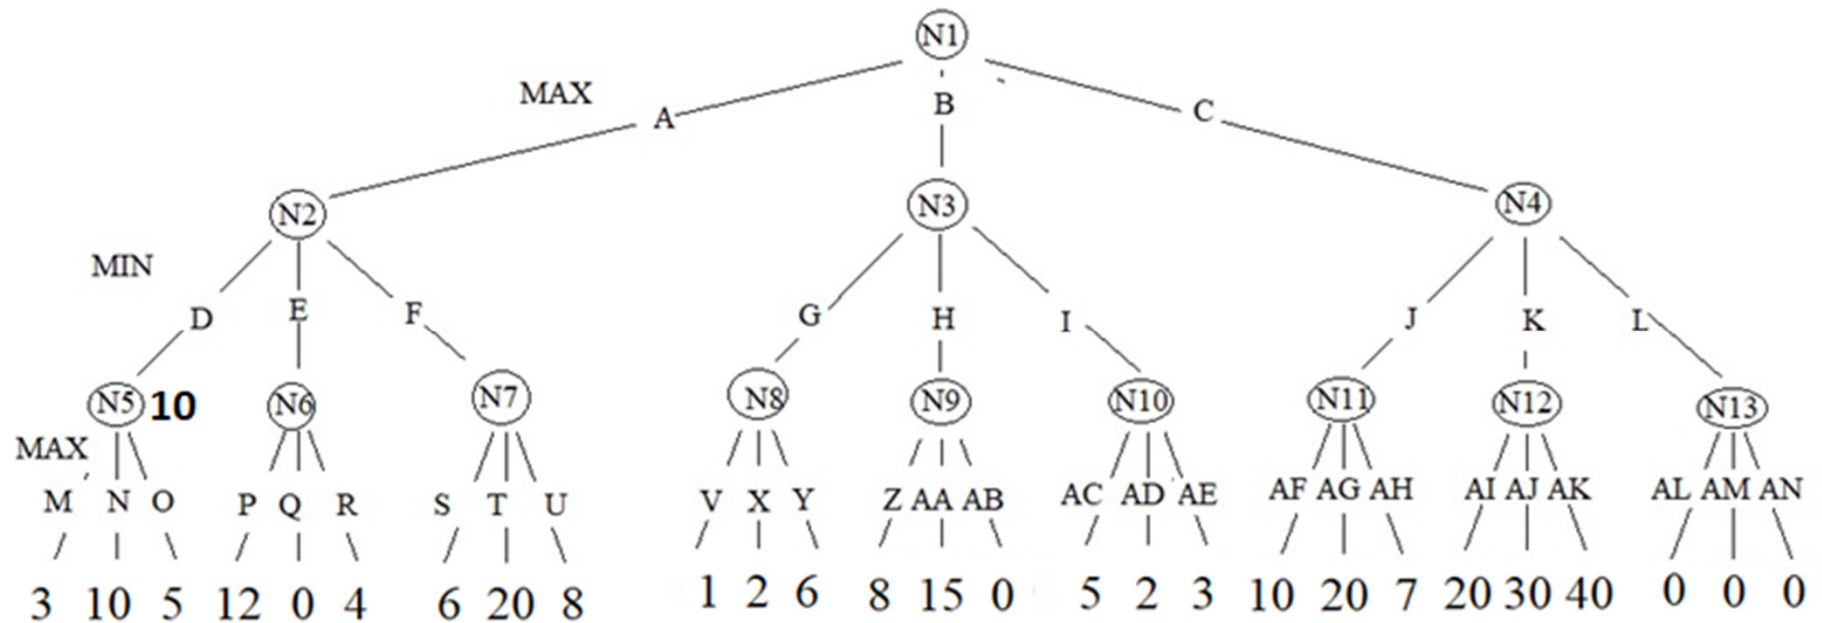 N1
MAX A B C
N2 N3 N4
MIN
D E F G H I J K L
N5 10 N6 N7 N8 N9 N10 N11 N12 N13
MAX
M N O P Q R S T U V X Y Z AA AB AC AD AE AF AG AH AI AJ AK AL AM AN
3 10 5 12 0 4 6 20 8 1 2 6 8 15 0 5 2 3 10 20 7 20 30 40 0 0 0